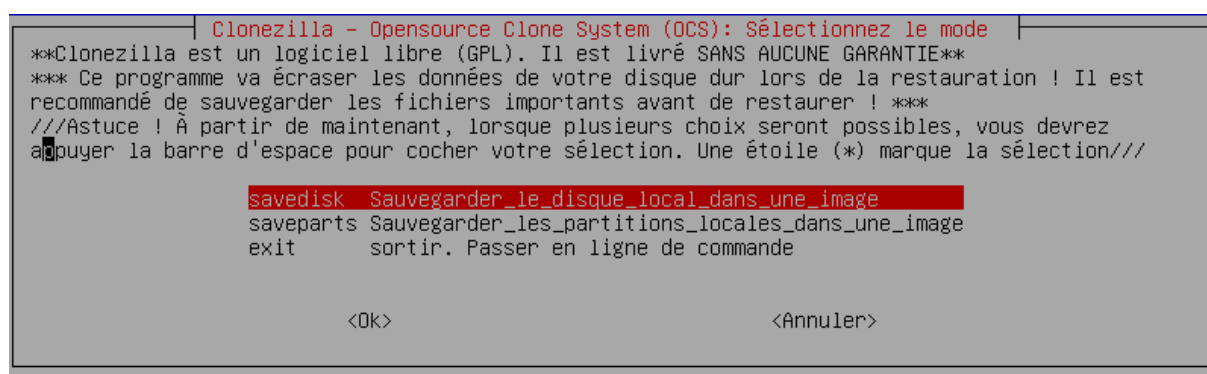 Clonezilla - Opensource Clone System (OCS): Sélectionnez le mode
**Clonezilla est un logiciel libre (GPL). Il est livré SANS AUCUNE GARANTIE**
*** Ce programme va écraser les données de votre disque dur lors de la restauration ! Il est
recommandé de sauvegarder les fichiers importants avant de restaurer ! ***
///Astuce ! À partir de maintenant, lorsque plusieurs choix seront possibles, vous devrez
appuyer la barre d'espace pour cocher votre sélection. Une étoile (*) marque la sélection///
savedisk Sauvegarder_le_disque_local_dans_une_image
saveparts Sauvegarder_les_partitions_locales_dans_une_image
exit sortir. Passer en ligne de commande
<Ok> <Annuler>